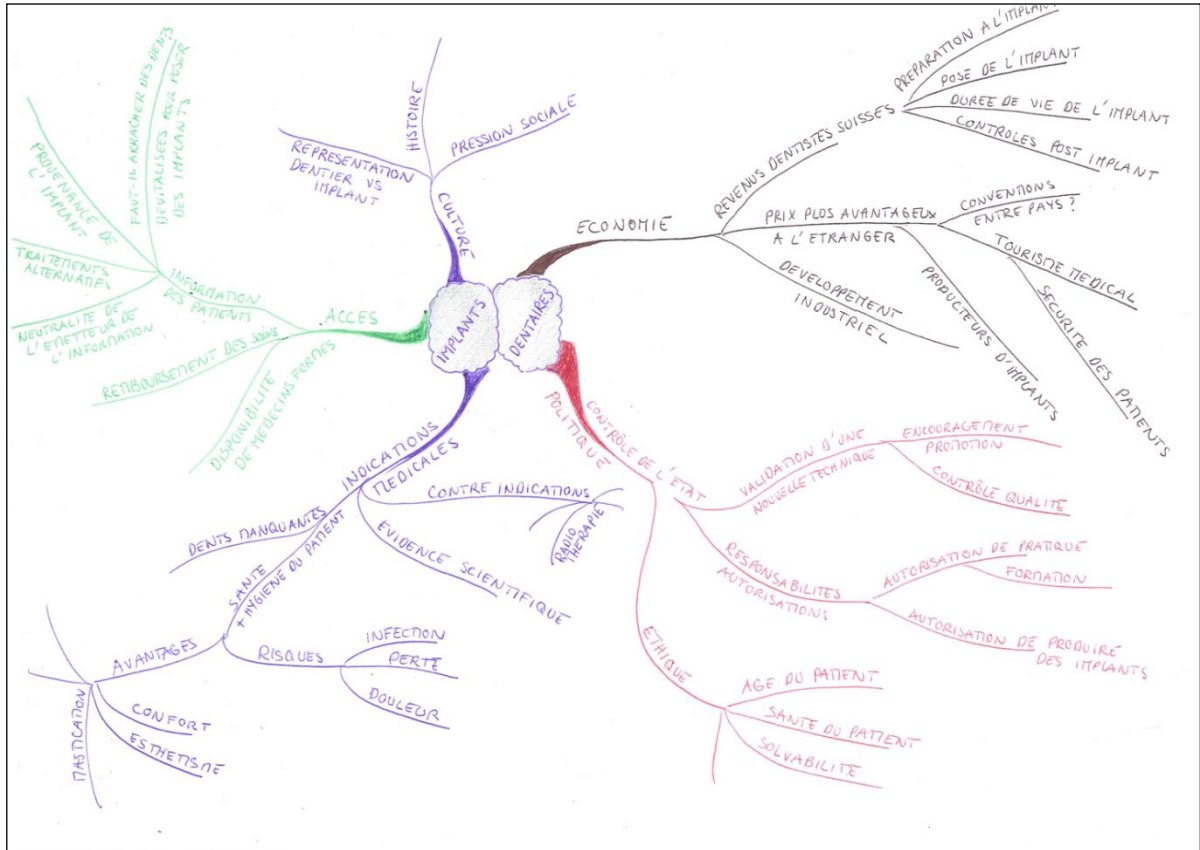 IMPLANTS
DENTAIRES
CULTURE
HISTOIRE
PRESSION SOCIALE
REPRESENTATION
DENTIER VS
IMPLANT
ECONOMIE
REVENUS DENTISTES SUISSES
PREPARATION A L'IMPLANT
POSE DE L'IMPLANT
DUREE DE VIE DE L'IMPLANT
CONTROLES POST IMPLANT
PRIX PLUS AVANTAGEUX
A L'ETRANGER
CONVENTIONS
ENTRE PAYS?
TOURISME MEDICAL
SECURITE DES PATIENTS
PRODUCTEURS D'IMPLANTS
DEVELOPPEMENT
INDUSTRIEL
POLITIQUE
CONTRÔLE DE L'ETAT
VALIDATION D'UNE
NOUVELLE TECHNIQUE
ENCOURAGEMENT
PROMOTION
CONTRÔLE QUALITE
RESPONSABILITES
AUTORISATIONS
AUTORISATION DE PRATIQUE
FORMATION
AUTORISATION DE PRODUIRE
DES IMPLANTS
ETHIQUE
AGE DU PATIENT
SANTE DU PATIENT
SOLVABILITE
INDICATIONS
MEDICALES
CONTRE INDICATIONS
RADIO
THERAPIE
EVIDENCE SCIENTIFIQUE
DENTS MANQUANTES
SANTE
+ HYGIENE DU PATIENT
RISQUES
INFECTION
PERTE
DOULEUR
AVANTAGES
CONFORT
ESTHETISME
MASTICATION
ACCES
INFORMATION
DES PATIENTS
FAUT-IL ARRACHER DES DENTS
DEVITALISEES POUR POSER
DES IMPLANTS
PROVENANCE DE
L'IMPLANT
TRAITEMENTS
ALTERNATIFS
NEUTRALITE DE
L'EMETTEUR DE
L'INFORMATION
REMBOURSEMENT DES SOINS
DISPONIBILITE
DE MEDECINS FORMES